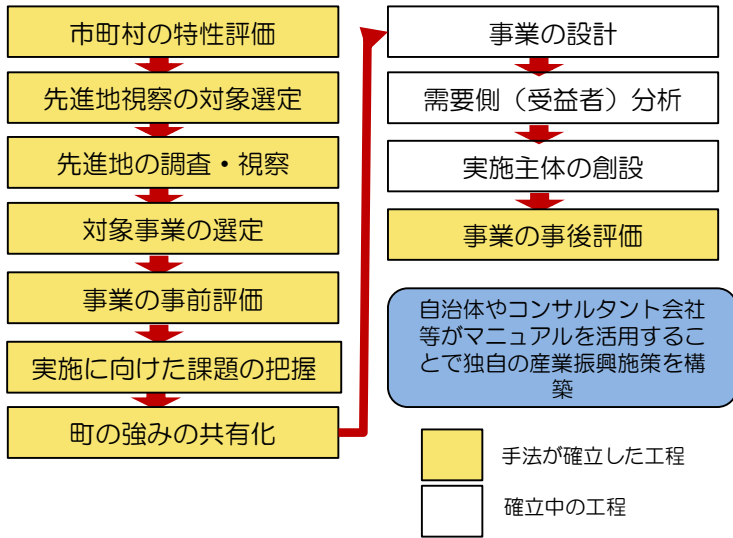 市町村の特性評価
先進地視察の対象選定
先進地の調査・視察
対象事業の選定
事業の事前評価
実施に向けた課題の把握
町の強みの共有化
事業の設計
需要側（受益者）分析
実施主体の創設
事業の事後評価
自治体やコンサルタント会社
等がマニュアルを活用するこ
とで独自の産業振興施策を構
築
手法が確立した工程
確立中の工程